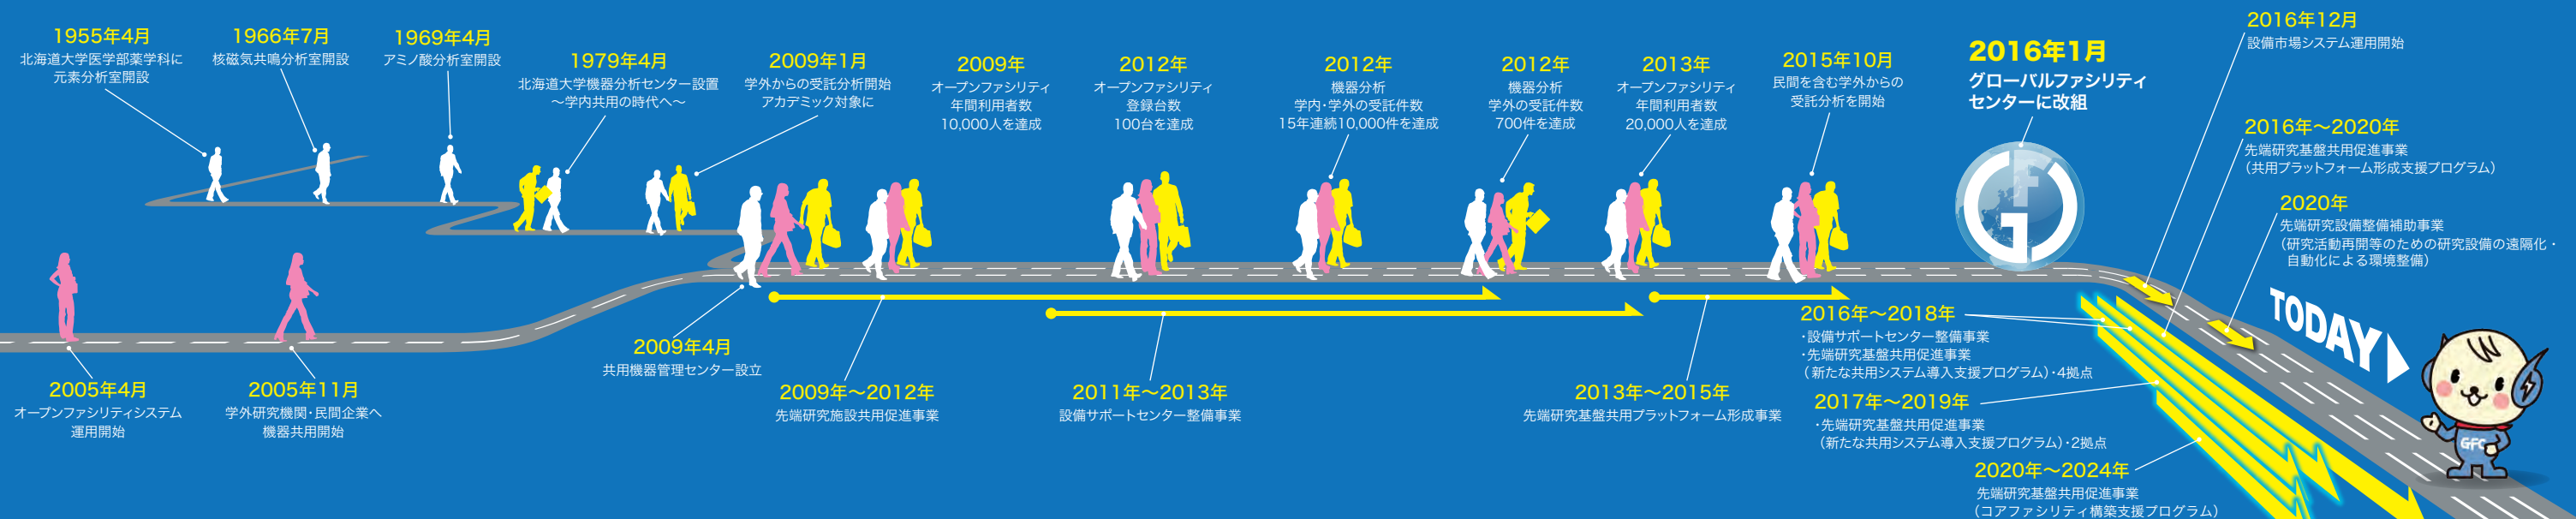 1955年4月
北海道大学医学部薬学科に
元素分析室開設
1966年7月
核磁気共鳴分析室開設
1969年4月
アミノ酸分析室開設
1979年4月
北海道大学機器分析センター設置
～学内共用の時代へ～
2009年1月
学外からの受託分析開始
アカデミック対象に
2009年
オープンファシリティ
年間利用者数
10,000人を達成
2012年
オープンファシリティ
登録台数
100台を達成
2012年
機器分析
学内・学外の受託件数
15年連続10,000件を達成
2012年
機器分析
学外の受託件数
700件を達成
2013年
オープンファシリティ
年間利用者数
20,000人を達成
2015年10月
民間を含む学外からの
受託分析を開始
2016年1月
グローバルファシリティ
センターに改組
GFC
2016年12月
設備市場システム運用開始
2016年～2020年
先端研究基盤共用促進事業
（共用プラットフォーム形成支援プログラム）
2020年
先端研究設備整備補助事業
（研究活動再開等のための研究設備の遠隔化・
自動化による環境整備）
TODAY
GFC
2005年4月
オープンファシリティシステム
運用開始
2005年11月
学外研究機関・民間企業へ
機器共用開始
2009年4月
共用機器管理センター設立
2009年～2012年
先端研究施設共用促進事業
2011年～2013年
設備サポートセンター整備事業
2013年～2015年
先端研究基盤共用プラットフォーム形成事業
2016年～2018年
・設備サポートセンター整備事業
・先端研究基盤共用促進事業
（新たな共用システム導入支援プログラム）・4拠点
2017年～2019年
・先端研究基盤共用促進事業
（新たな共用システム導入支援プログラム）・2拠点
2020年～2024年
先端研究基盤共用促進事業
（コアファシリティ構築支援プログラム）